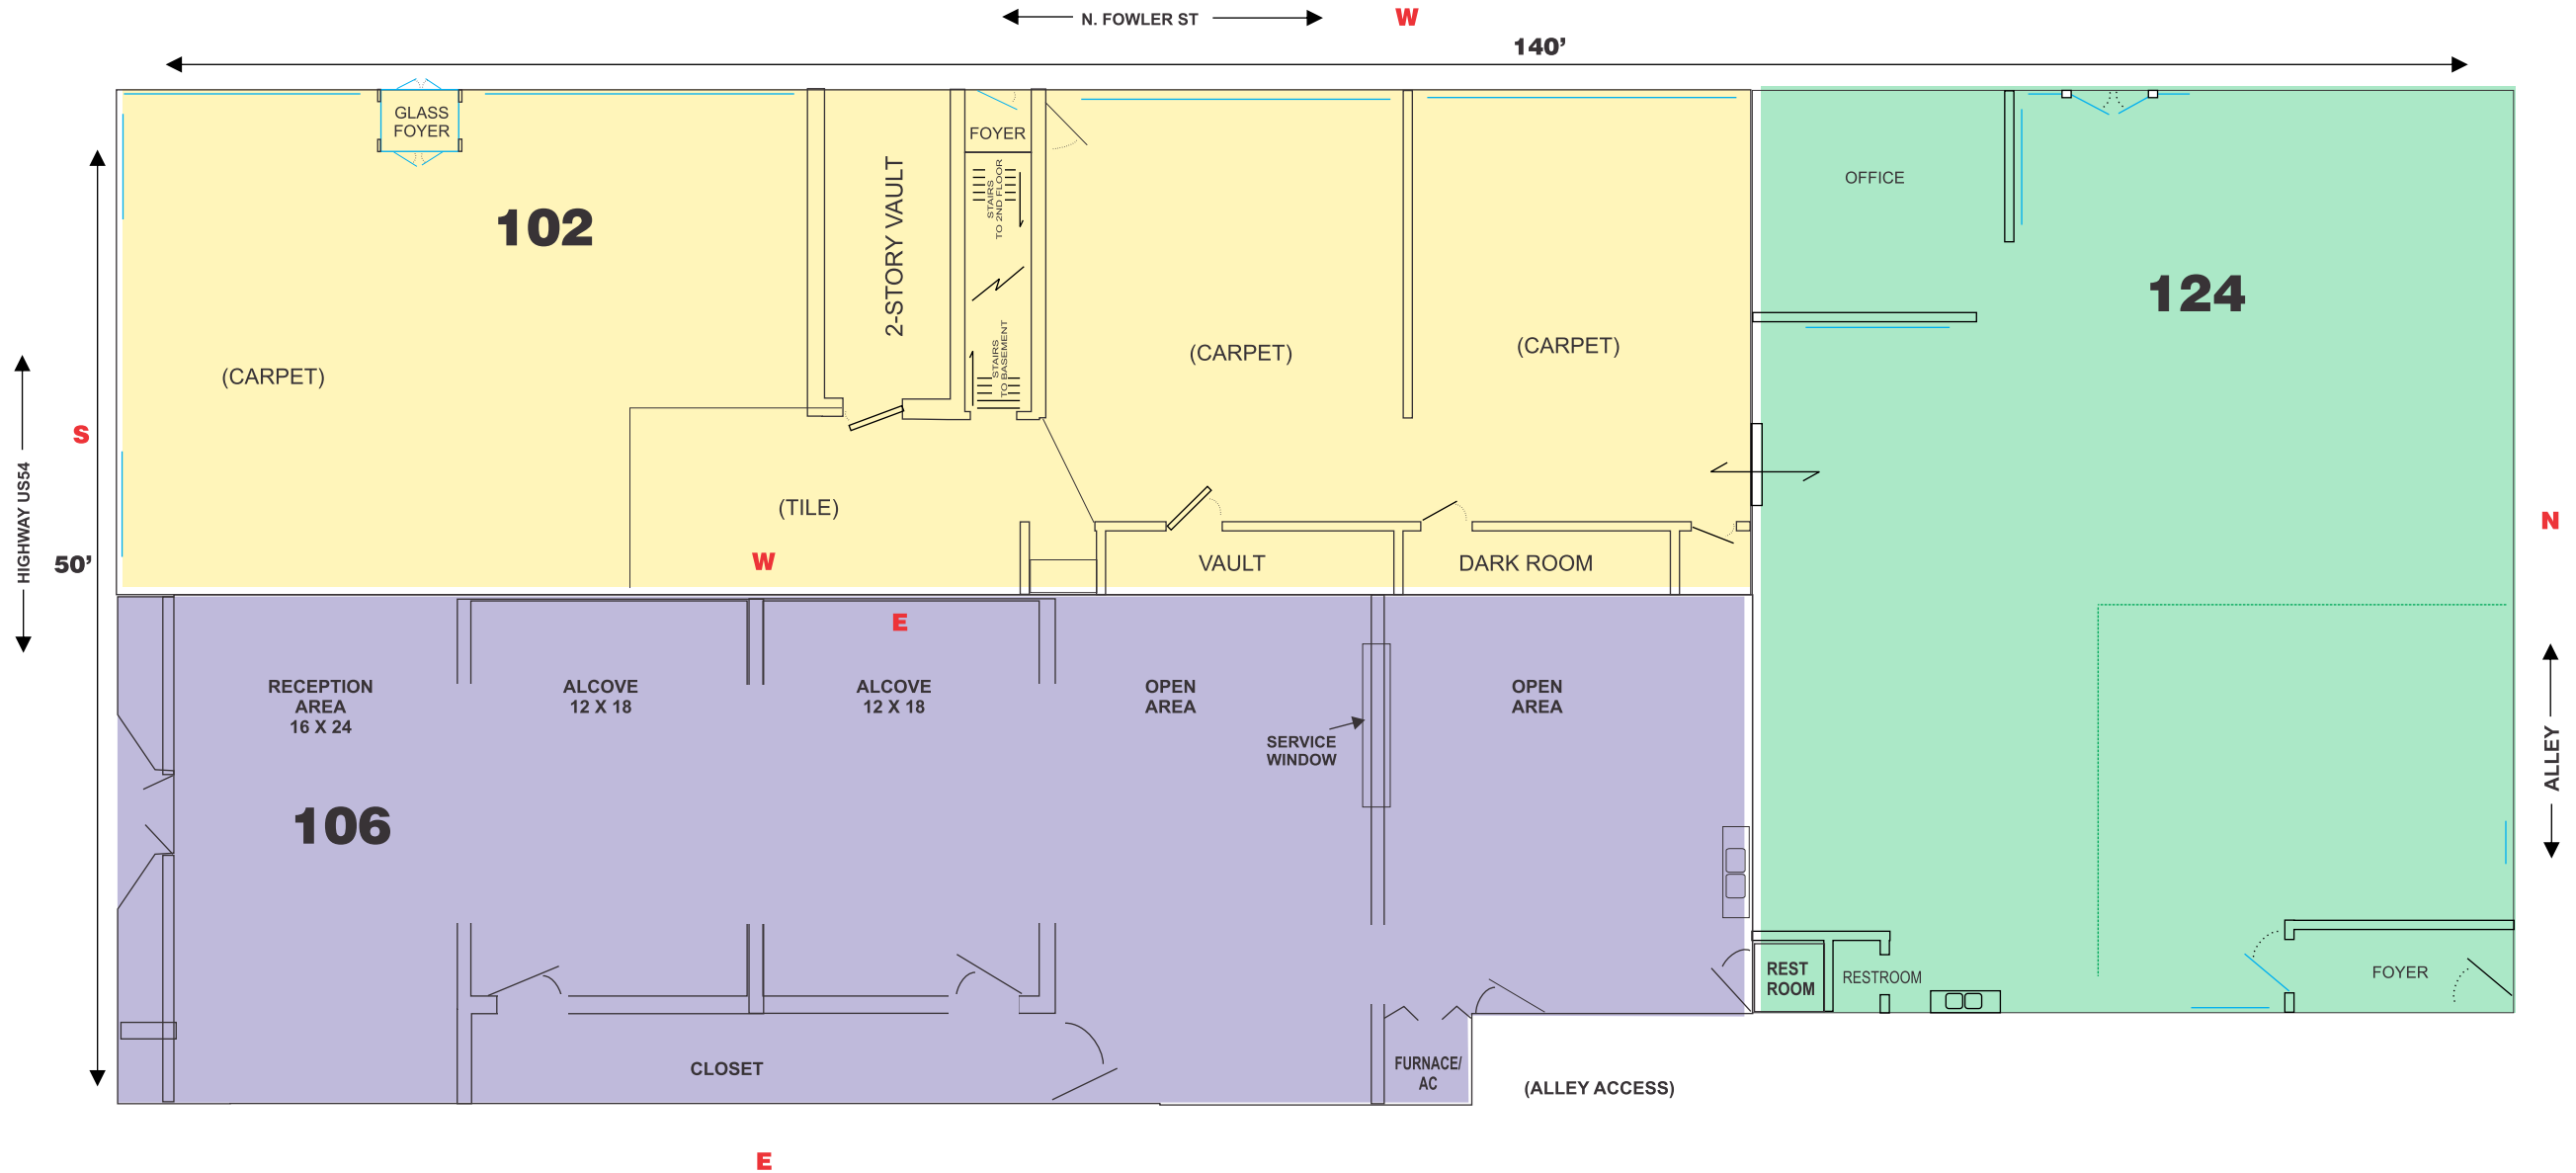 N. FOWLER ST
W
140’
GLASS
FOYER
FOYER
102
2-STORY VAULT
STAIRS
TO 2ND FLOOR
STAIRS
TO BASEMENT
(CARPET)
(CARPET)
(CARPET)
OFFICE
124
S
HIGHWAY US54
50’
(TILE)
W
VAULT
DARK ROOM
N
E
RECEPTION
AREA
16 X 24
ALCOVE
12 X 18
ALCOVE
12 X 18
OPEN
AREA
SERVICE
WINDOW
OPEN
AREA
ALLEY
106
REST
ROOM
RESTROOM
FOYER
CLOSET
FURNACE/
AC
(ALLEY ACCESS)
E